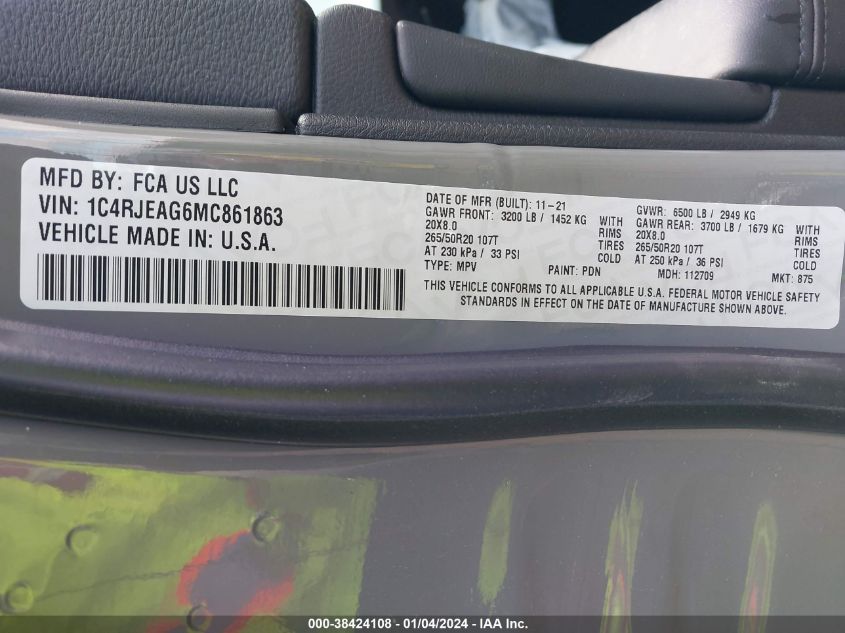 MFD BY: FCA US LLC
VIN: 1C4RJEAG6MC861863
VEHICLE MADE IN: U.S.A.
DATE OF MFR (BUILT): 11-21
GAWR FRONT: 3200 LB / 1452 KG WITH
20X8.0 RIMS
265/50R20 107T TIRES
AT 230 kPa / 33 PSI COLD
TYPE: MPV PAINT: PDN
GVWR: 6500 LB / 2949 KG
GAWR REAR: 3700 LB / 1679 KG WITH
20X8.0 RIMS
265/50R20 107T TIRES
AT 250 kPa / 36 PSI COLD
MDH: 112709 MKT: 875
THIS VEHICLE CONFORMS TO ALL APPLICABLE U.S.A. FEDERAL MOTOR VEHICLE SAFETY
STANDARDS IN EFFECT ON THE DATE OF MANUFACTURE SHOWN ABOVE.
000-38424108 - 01/04/2024 - IAA Inc.